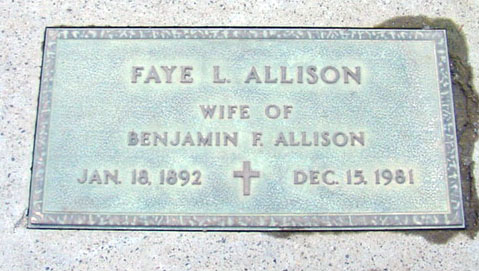 FAYE L. ALLISON
WIFE OF
BENJAMIN F. ALLISON
JAN. 18, 1892 DEC. 15, 1981